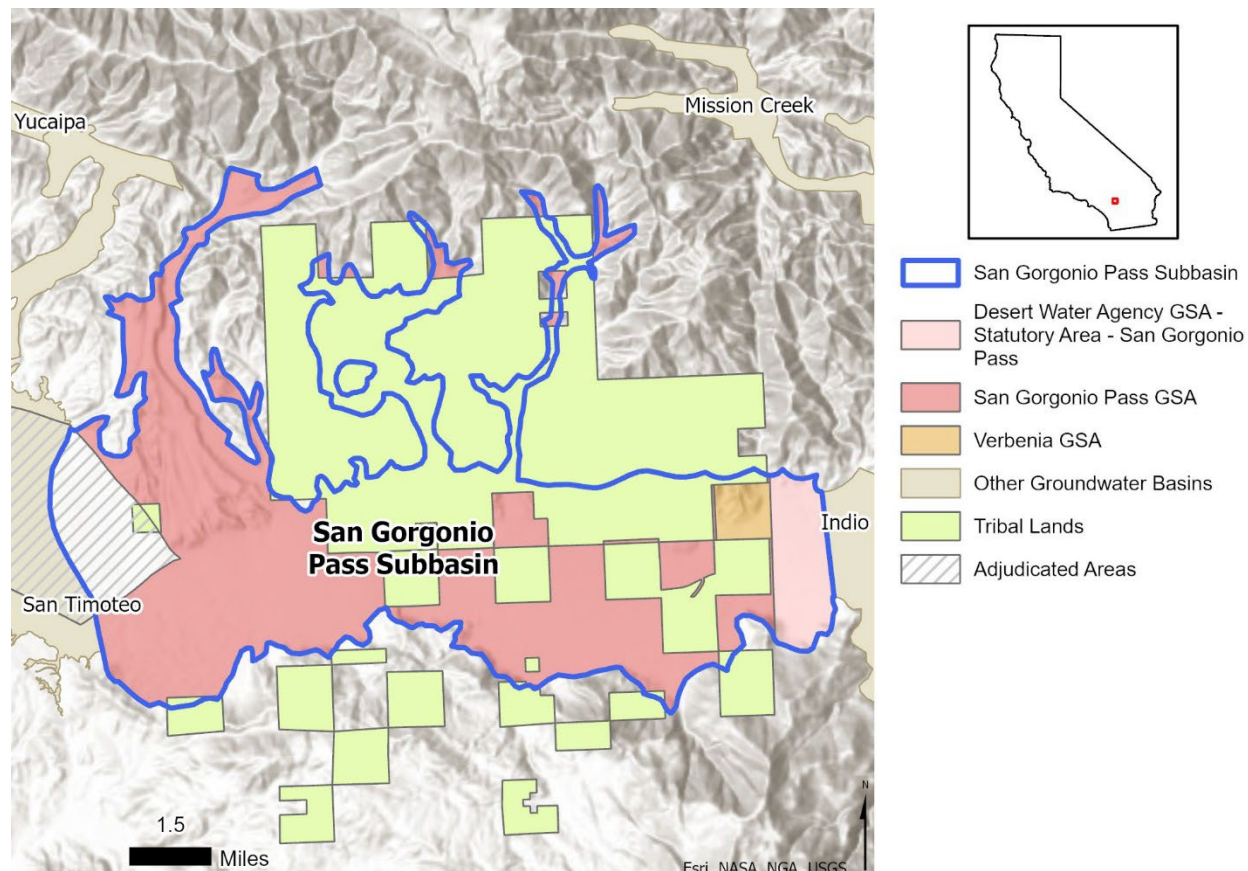 Yucaipa
Mission Creek
San Gorgonio
Pass Subbasin
Indio
San Timoteo
1.5
Miles
N
Esri, NASA, NGA, USGS
San Gorgonio Pass Subbasin
Desert Water Agency GSA -
Statutory Area - San Gorgonio
Pass
San Gorgonio Pass GSA
Verbenia GSA
Other Groundwater Basins
Tribal Lands
Adjudicated Areas